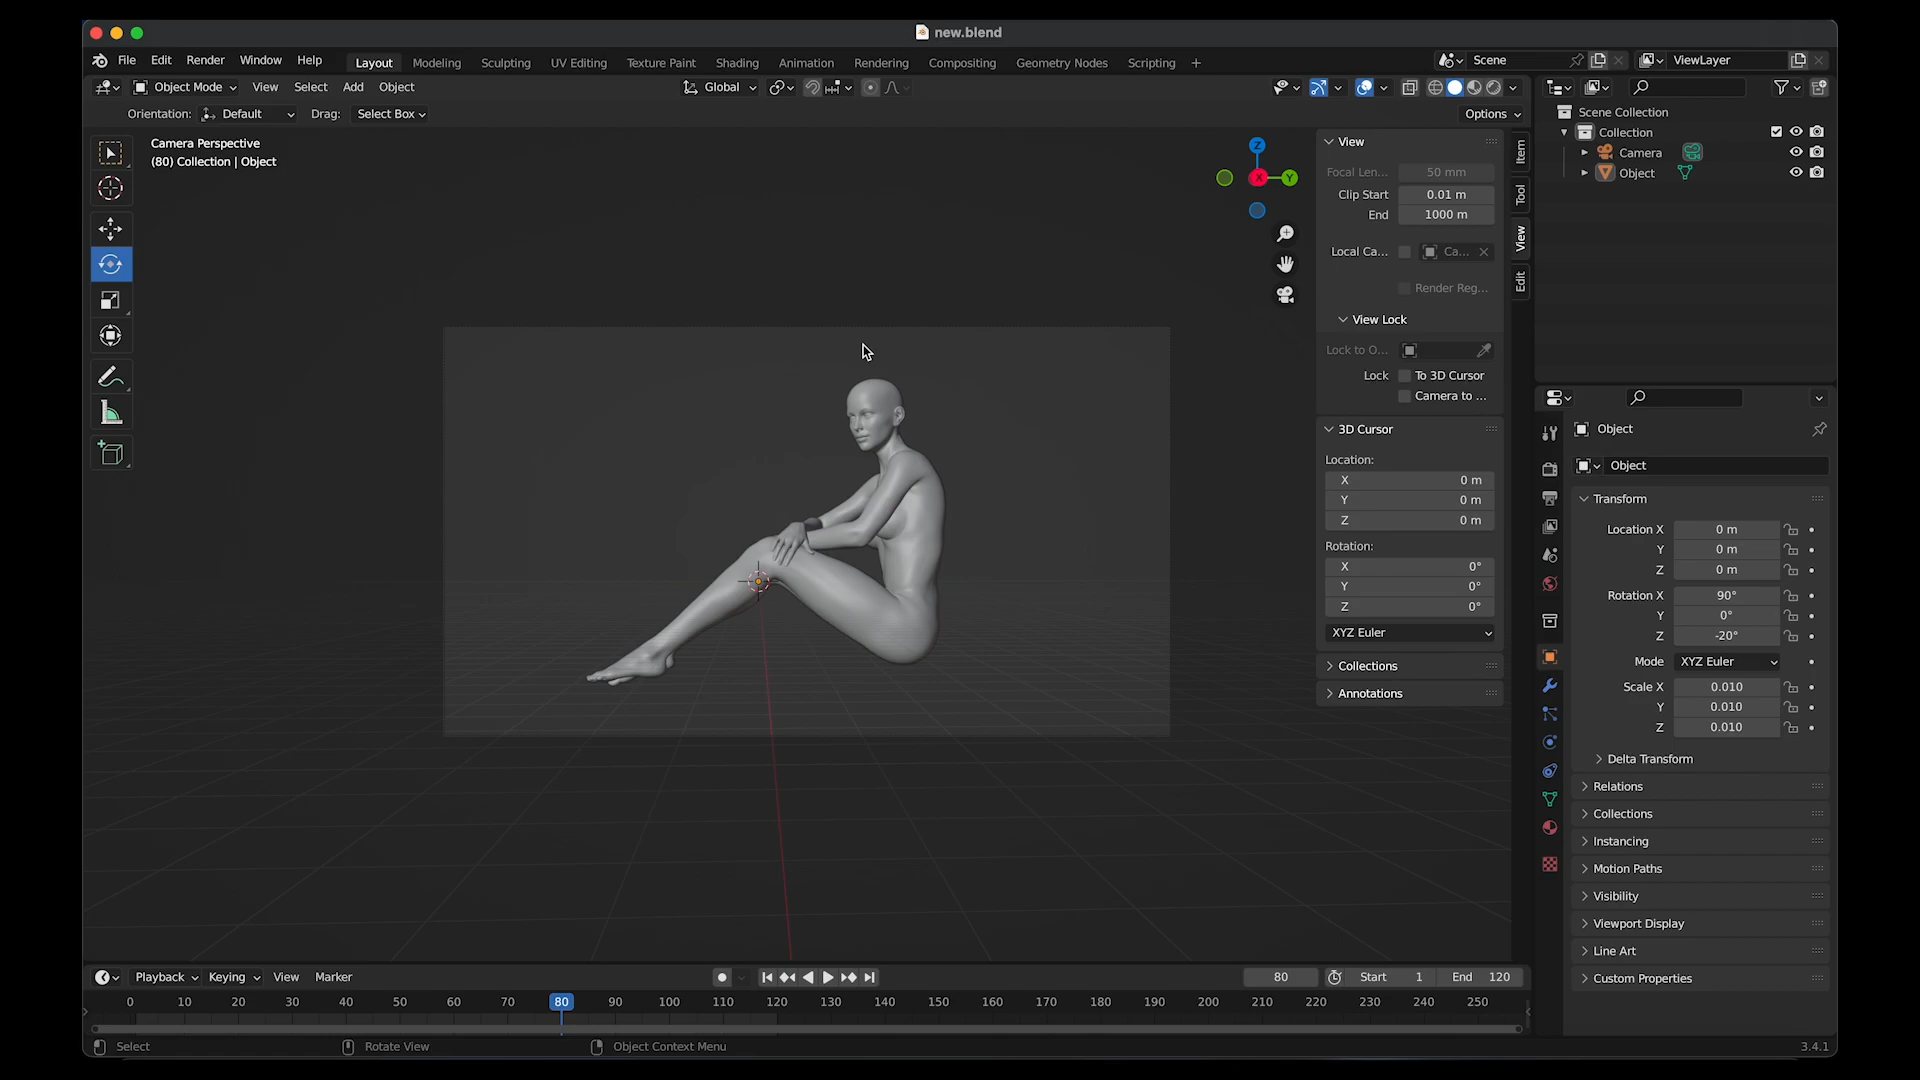 new.blend
File Edit Render Window Help Layout Modeling Sculpting UV Editing Texture Paint Shading Animation Rendering Compositing Geometry Nodes Scripting + Scene ViewLayer
Object Mode View Select Add Object Global
Orientation: Default Drag: Select Box Options
Camera Perspective
(80) Collection | Object
Z
X
Y
View
Focal Len... 50 mm
Clip Start 0.01 m
End 1000 m
Local Ca... Ca...
Render Reg...
View Lock
Lock to O...
Lock To 3D Cursor
Camera to ...
3D Cursor
Location:
X 0 m
Y 0 m
Z 0 m
Rotation:
X 0°
Y 0°
Z 0°
XYZ Euler
Collections
Annotations
Item
Tool
View
Edit
Scene Collection
Collection
Camera
Object
Object
Object
Transform
Location X 0 m
Y 0 m
Z 0 m
Rotation X 90°
Y 0°
Z -20°
Mode XYZ Euler
Scale X 0.010
Y 0.010
Z 0.010
Delta Transform
Relations
Collections
Instancing
Motion Paths
Visibility
Viewport Display
Line Art
Custom Properties
Playback Keying View Marker 80 Start 1 End 120
0 10 20 30 40 50 60 70 80 90 100 110 120 130 140 150 160 170 180 190 200 210 220 230 240 250
Select Rotate View Object Context Menu 3.4.1